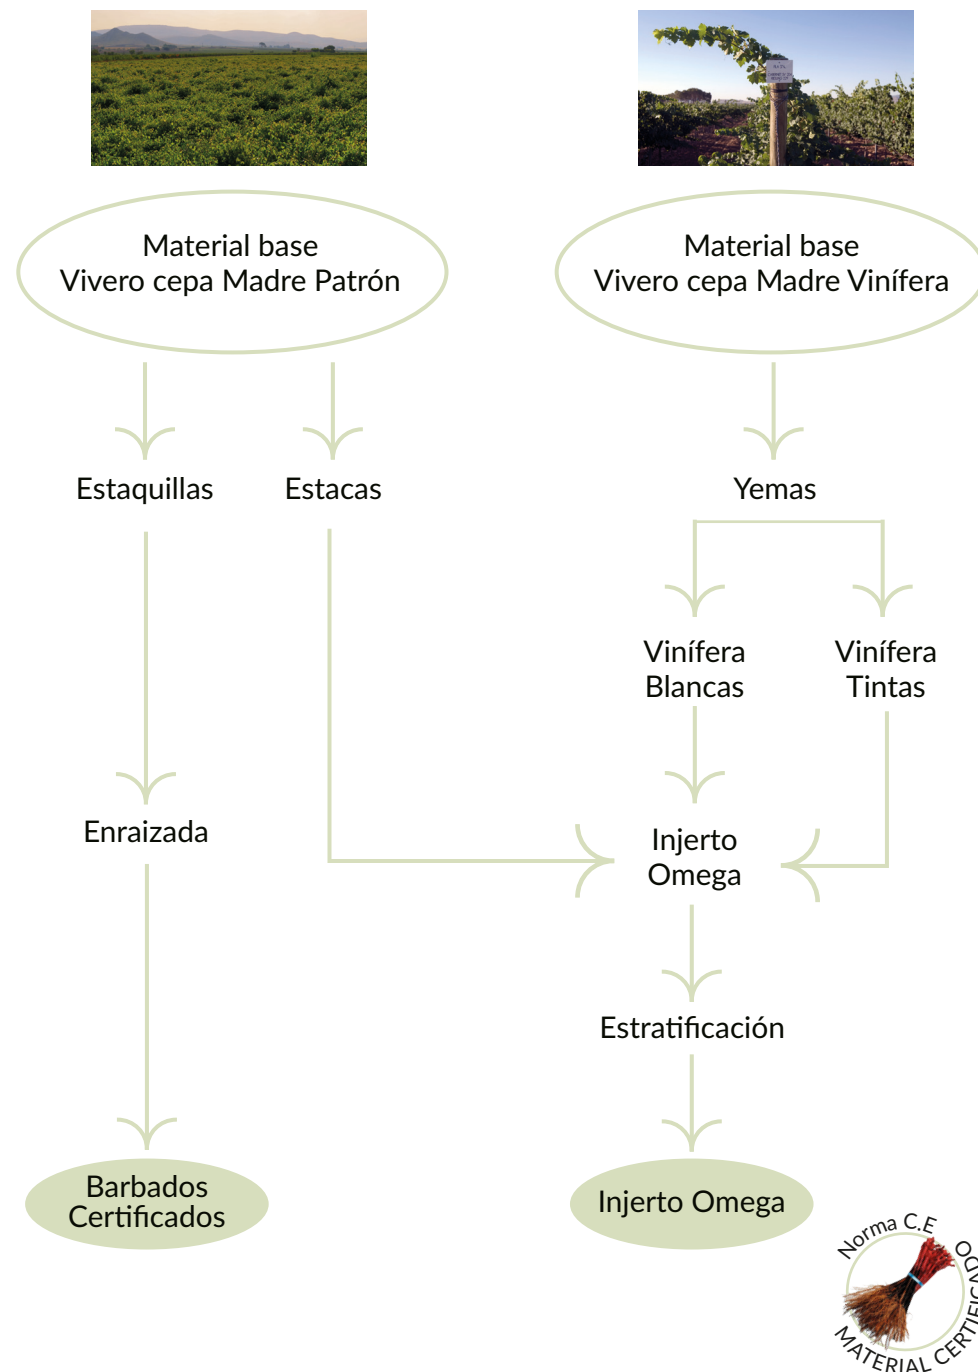 Material base
Vivero cepa Madre Patrón
Material base
Vivero cepa Madre Vinífera
Estaquillas
Estacas
Yemas
Vinífera
Blancas
Vinífera
Tintas
Enraizada
Injerto
Omega
Estratificación
Barbados
Certificados
Injerto Omega
Norma C.E
MATERIAL CERTIFICADO